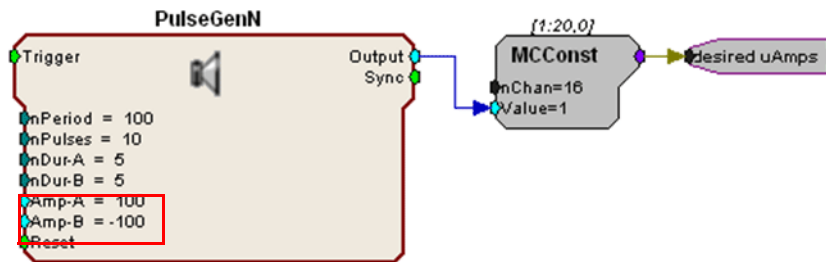 PulseGenN
Trigger
Output
Sync
nPeriod = 100
nPulses = 10
nDur-A = 5
nDur-B = 5
Amp-A = 100
Amp-B = -100
Reset
[1:20,0]
MCConst
nChan=16
Value=1
desired uAmps